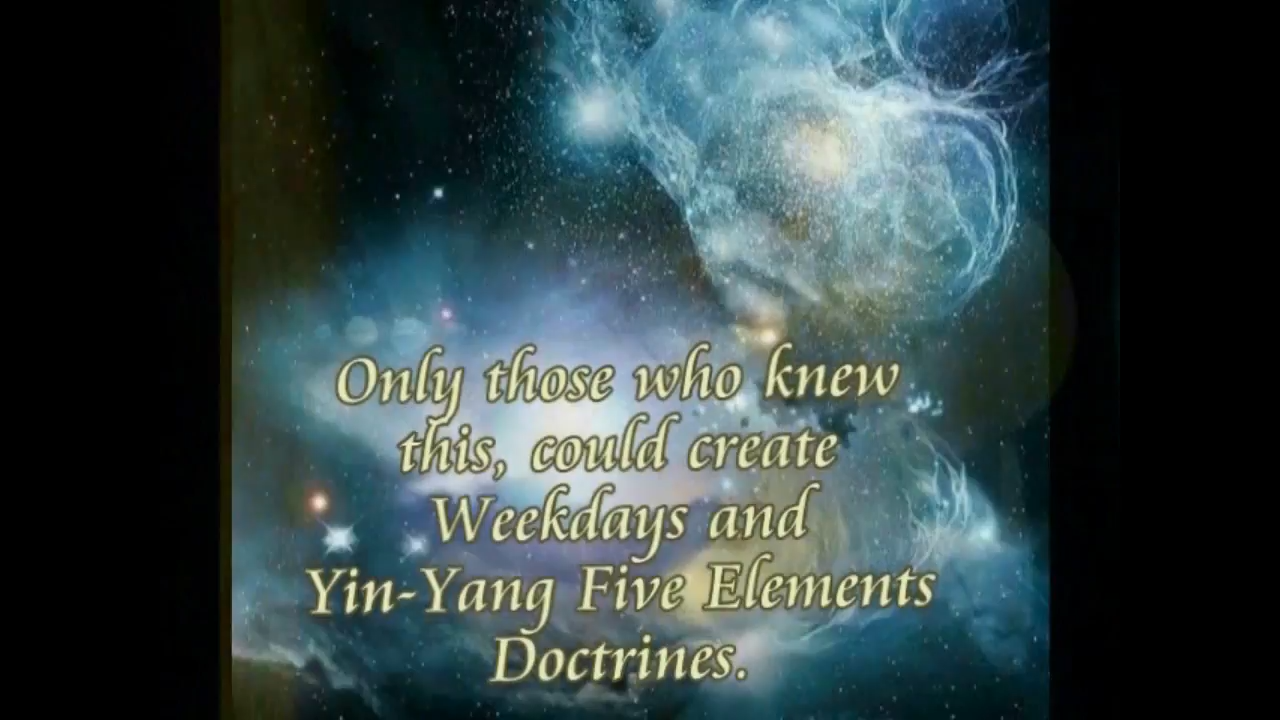 Only those who knew
this, could create
Weekdays and
Yin-Yang Five Elements
Doctrines.